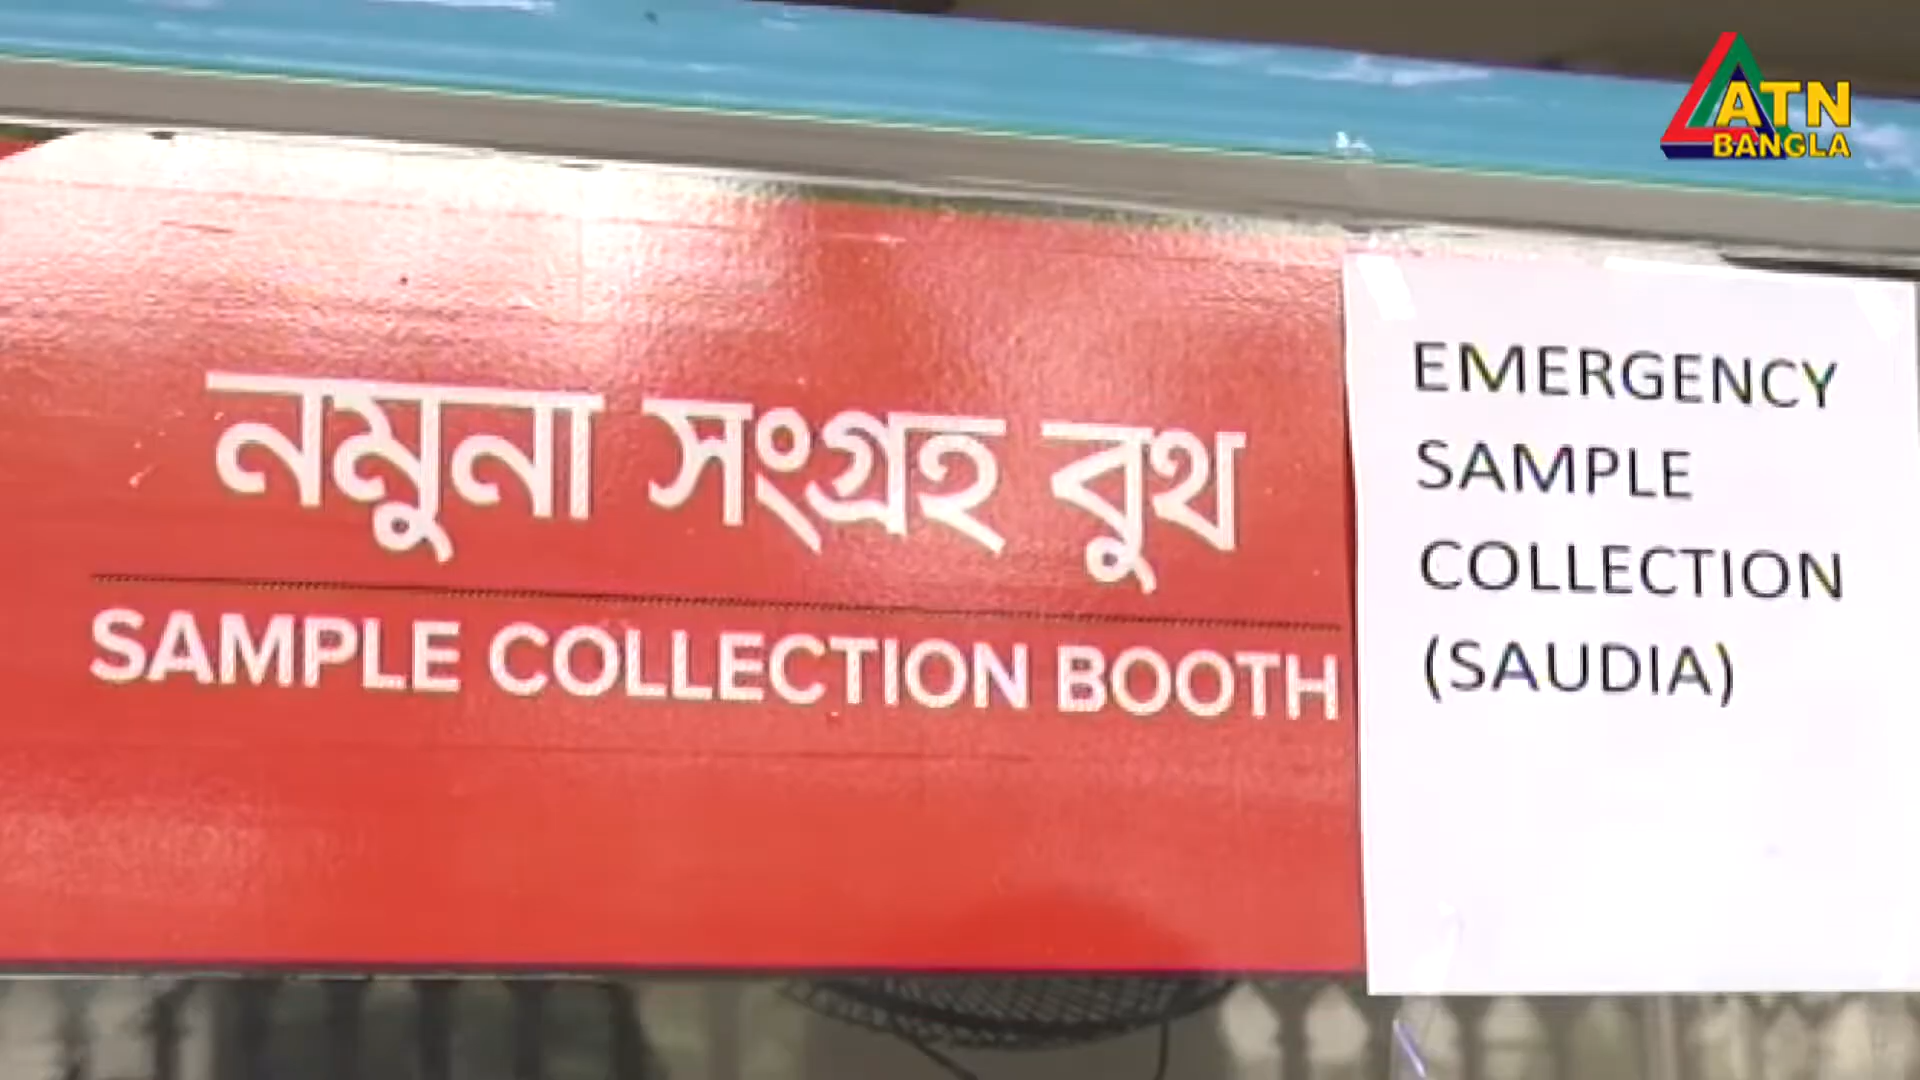 ATN
BANGLA
নমুনা সংগ্রহ বুথ
SAMPLE COLLECTION BOOTH
EMERGENCY
SAMPLE
COLLECTION
(SAUDIA)